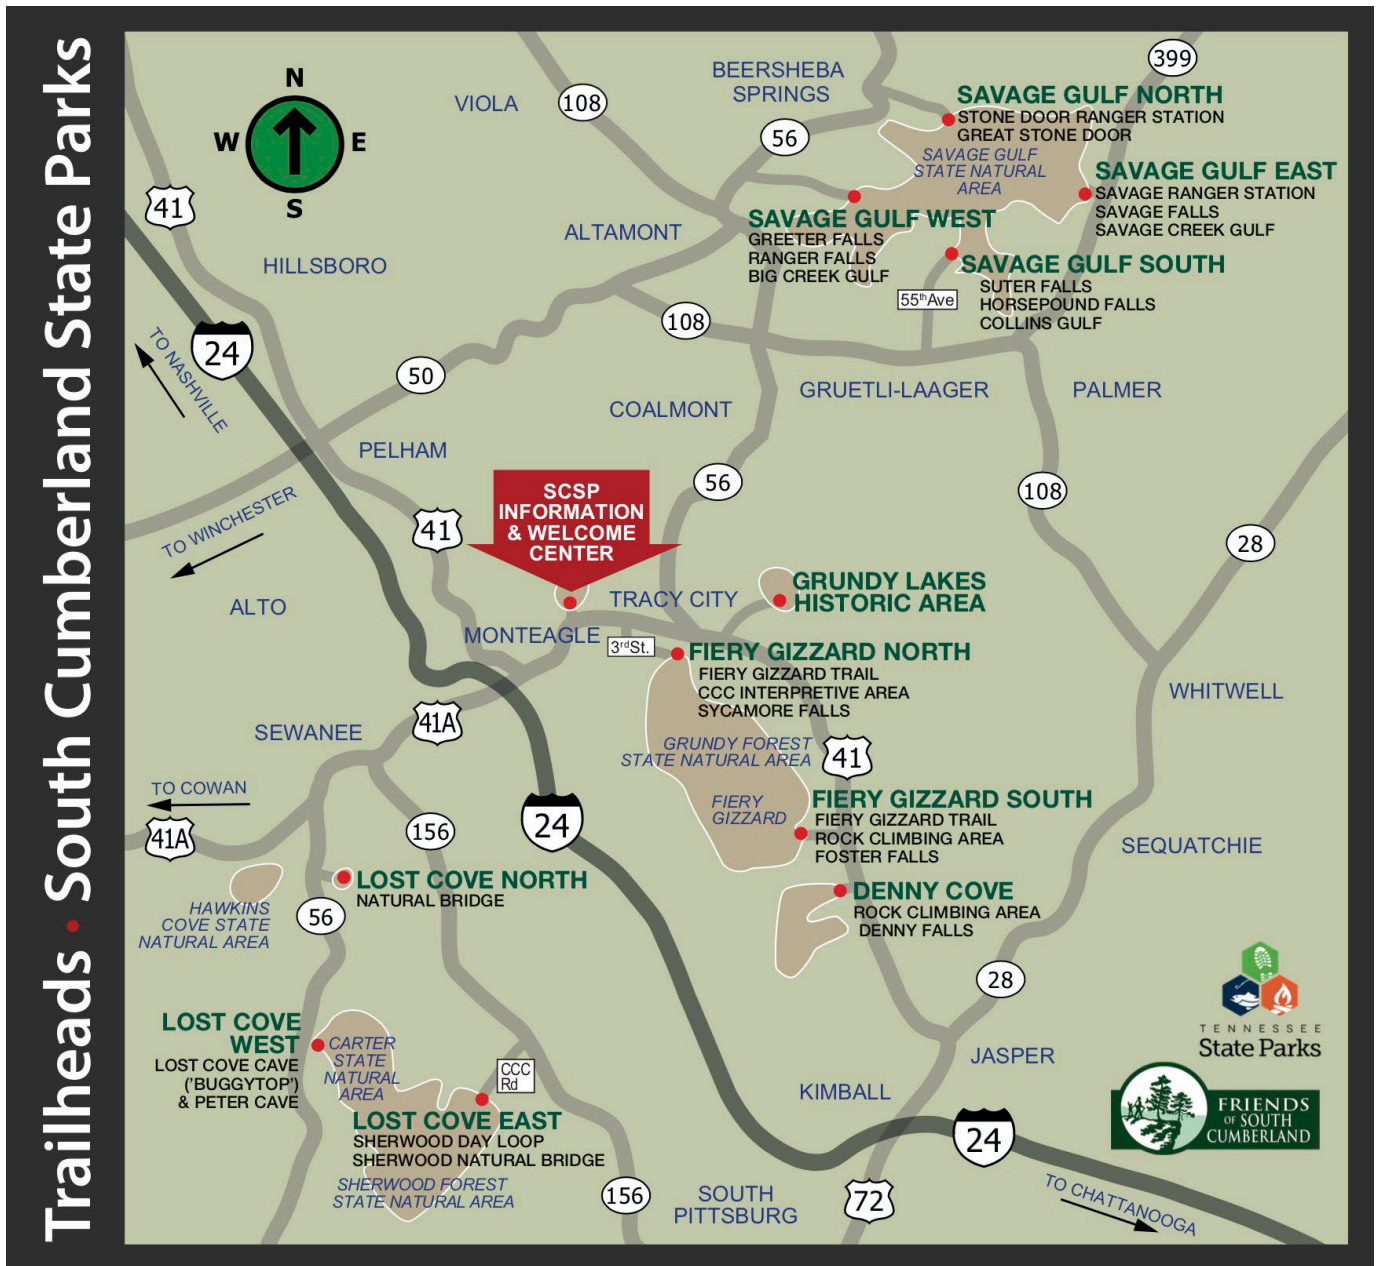 Trailheads • South Cumberland State Parks
N
W
E
S
VIOLA
108
BEERSHEBA
SPRINGS
56
399
SAVAGE GULF NORTH
STONE DOOR RANGER STATION
GREAT STONE DOOR
SAVAGE GULF
STATE NATURAL
AREA
SAVAGE GULF EAST
SAVAGE RANGER STATION
SAVAGE FALLS
SAVAGE CREEK GULF
41
HILLSBORO
ALTAMONT
SAVAGE GULF WEST
GREETER FALLS
RANGER FALLS
BIG CREEK GULF
SAVAGE GULF SOUTH
SUTER FALLS
HORSEPOUND FALLS
COLLINS GULF
55thAve
108
24
TO NASHVILLE
50
COALMONT
GRUETLI-LAAGER
PALMER
PELHAM
56
108
28
SCSP
INFORMATION
& WELCOME
CENTER
41
TO WINCHESTER
ALTO
TRACY CITY
GRUNDY LAKES
HISTORIC AREA
MONTEAGLE
3rdSt.
FIERY GIZZARD NORTH
FIERY GIZZARD TRAIL
CCC INTERPRETIVE AREA
SYCAMORE FALLS
WHITWELL
41A
SEWANEE
GRUNDY FOREST
STATE NATURAL AREA
41
TO COWAN
41A
156
24
FIERY
GIZZARD
FIERY GIZZARD SOUTH
FIERY GIZZARD TRAIL
ROCK CLIMBING AREA
FOSTER FALLS
SEQUATCHIE
LOST COVE NORTH
NATURAL BRIDGE
DENNY COVE
ROCK CLIMBING AREA
DENNY FALLS
HAWKINS
COVE STATE
NATURAL AREA
56
28
LOST COVE
WEST
LOST COVE CAVE
('BUGGYTOP')
& PETER CAVE
CARTER
STATE
NATURAL
AREA
CCC
Rd
JASPER
KIMBALL
TENNESSEE
State Parks
LOST COVE EAST
SHERWOOD DAY LOOP
SHERWOOD NATURAL BRIDGE
SHERWOOD FOREST
STATE NATURAL AREA
24
FRIENDS
OF SOUTH
CUMBERLAND
156
SOUTH
PITTSBURG
72
TO CHATTANOOGA